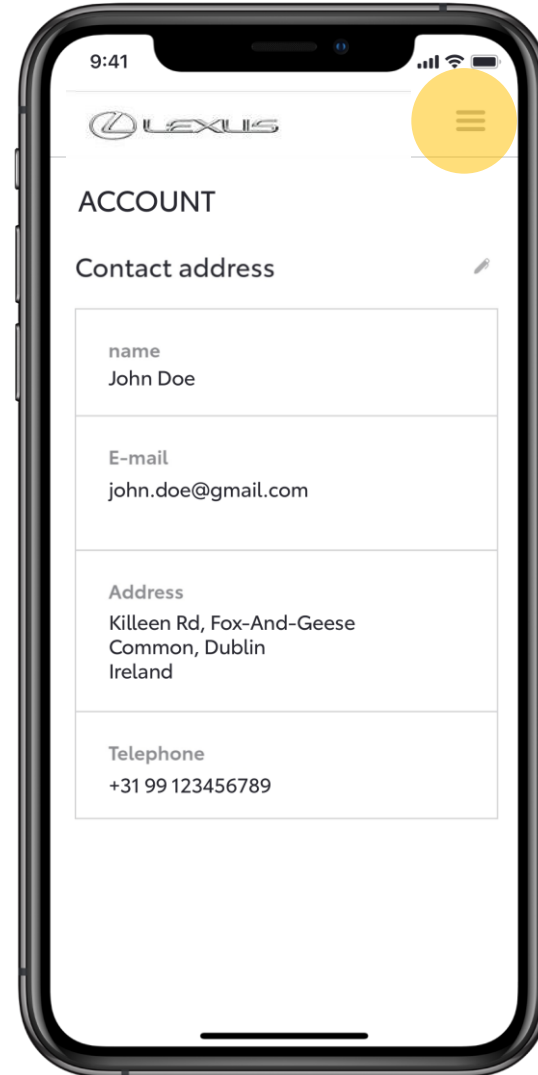 9:41
LEXUS
ACCOUNT
Contact address
name
John Doe
E-mail
john.doe@gmail.com
Address
Killeen Rd, Fox-And-Geese
Common, Dublin
Ireland
Telephone
+31 99 123456789